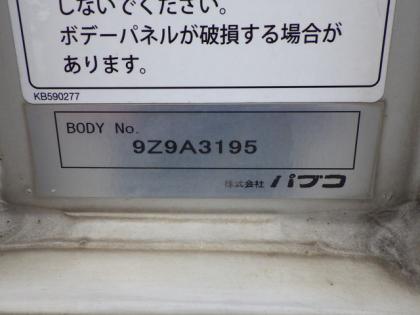 しないでください。
ボデーパネルが破損する場合が
あります。
KB590277
BODY No.
9Z9A3195
株式会社 パブコ